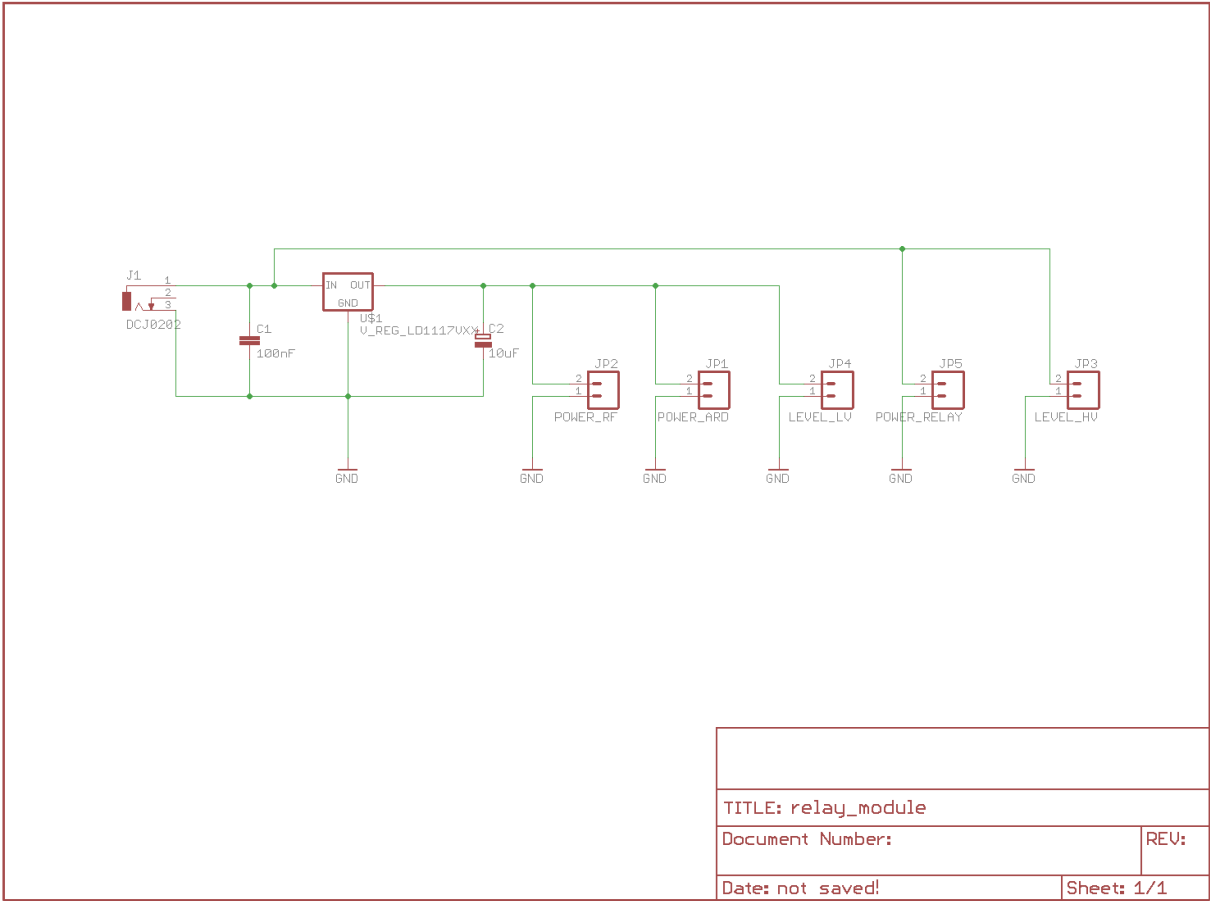 J1
1
2
3
DCJ0202
C1
100nF
IN OUT
GND
U$1
V_REG_LD1117VXX
C2
10uF
JP2
2
1
POWER_RF
JP1
2
1
POWER_ARD
JP4
2
1
LEVEL_LV
JP5
2
1
POWER_RELAY
JP3
2
1
LEVEL_HV
GND
GND
GND
GND
GND
GND
TITLE: relay_module
Document Number:
REV:
Date: not saved!
Sheet: 1/1